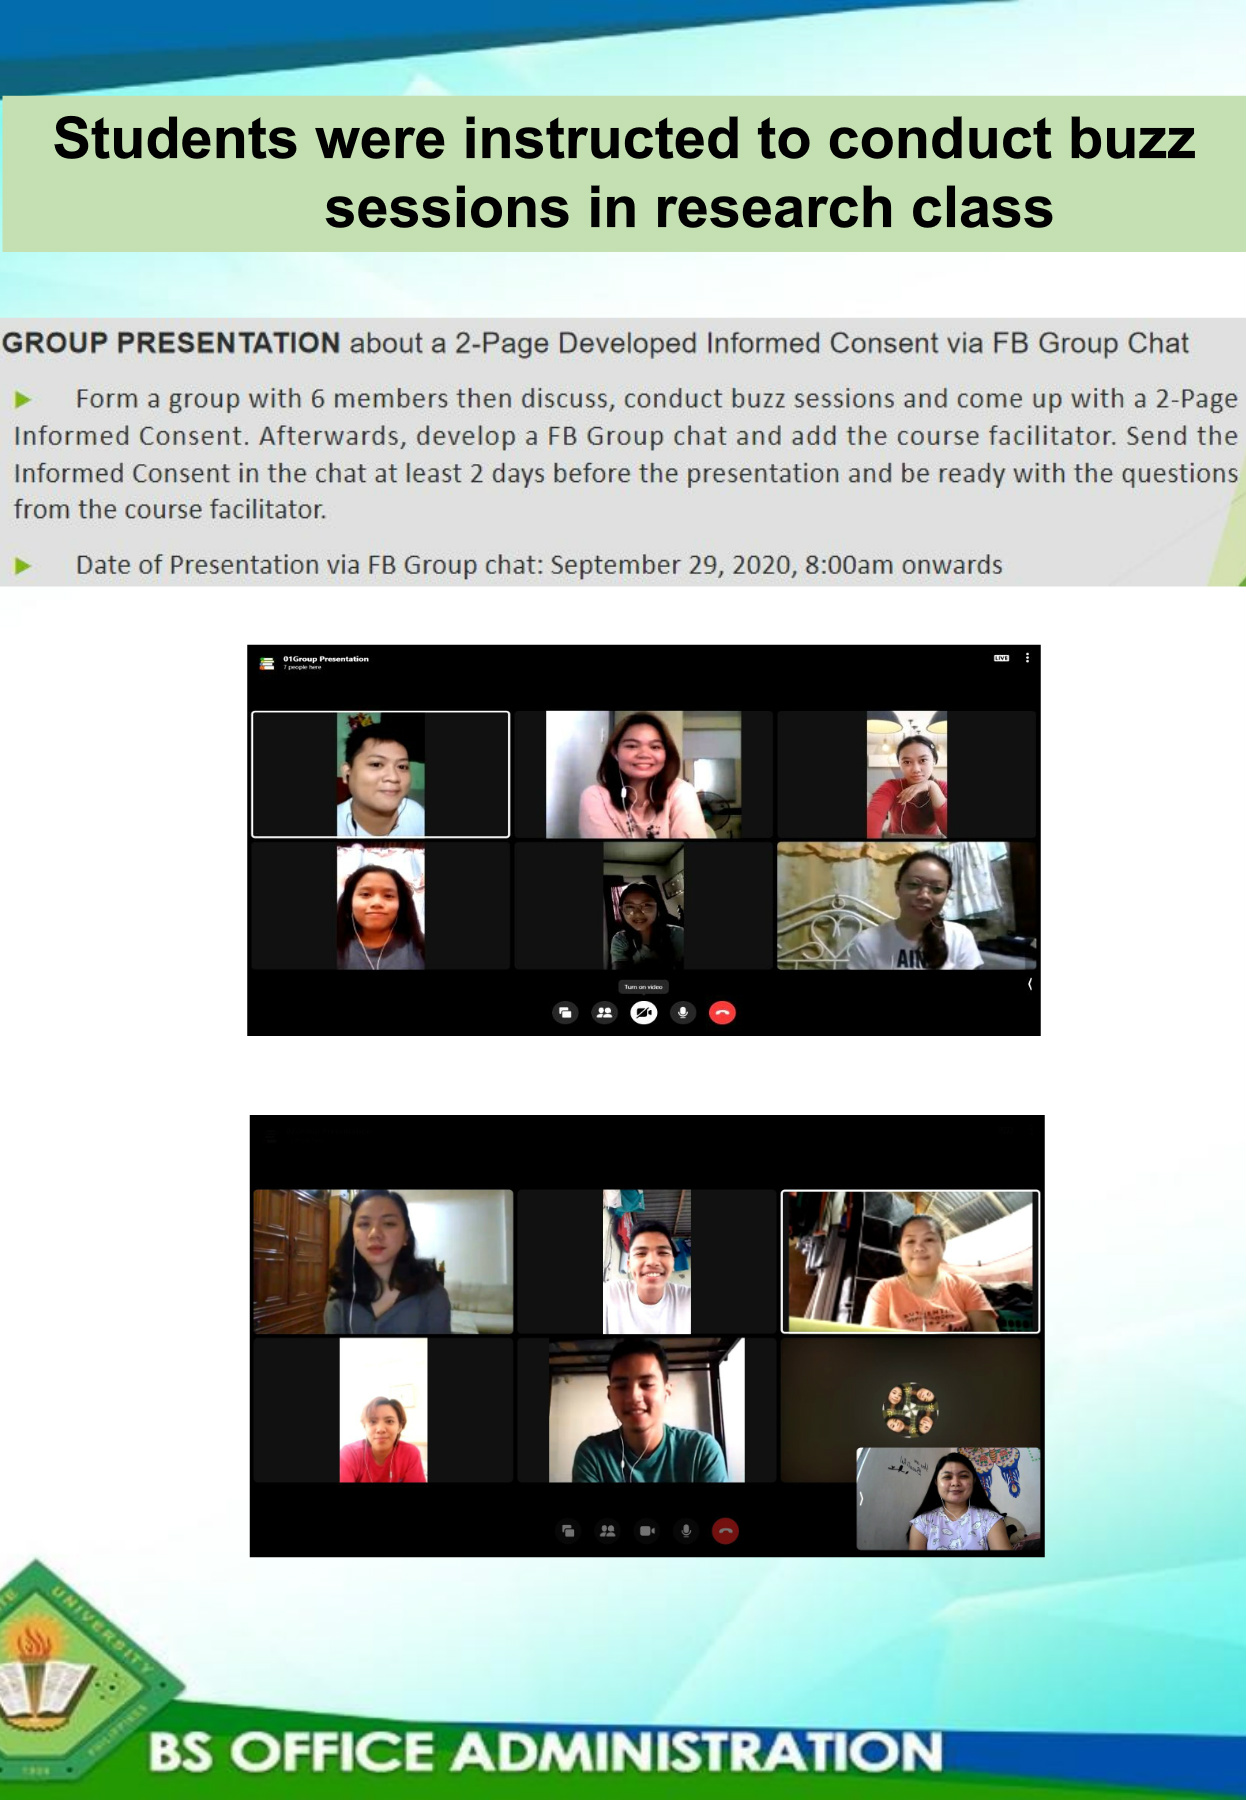 Students were instructed to conduct buzz
sessions in research class
GROUP PRESENTATION about a 2-Page Developed Informed Consent via FB Group Chat
Form a group with 6 members then discuss, conduct buzz sessions and come up with a 2-Page
Informed Consent. Afterwards, develop a FB Group chat and add the course facilitator. Send the
Informed Consent in the chat at least 2 days before the presentation and be ready with the questions
from the course facilitator.
Date of Presentation via FB Group chat: September 29, 2020, 8:00am onwards
01Group Presentation
7 people here
LIVE
Turn on video
UNIVERSITY
PHILIPPINES
BS OFFICE ADMINISTRATION